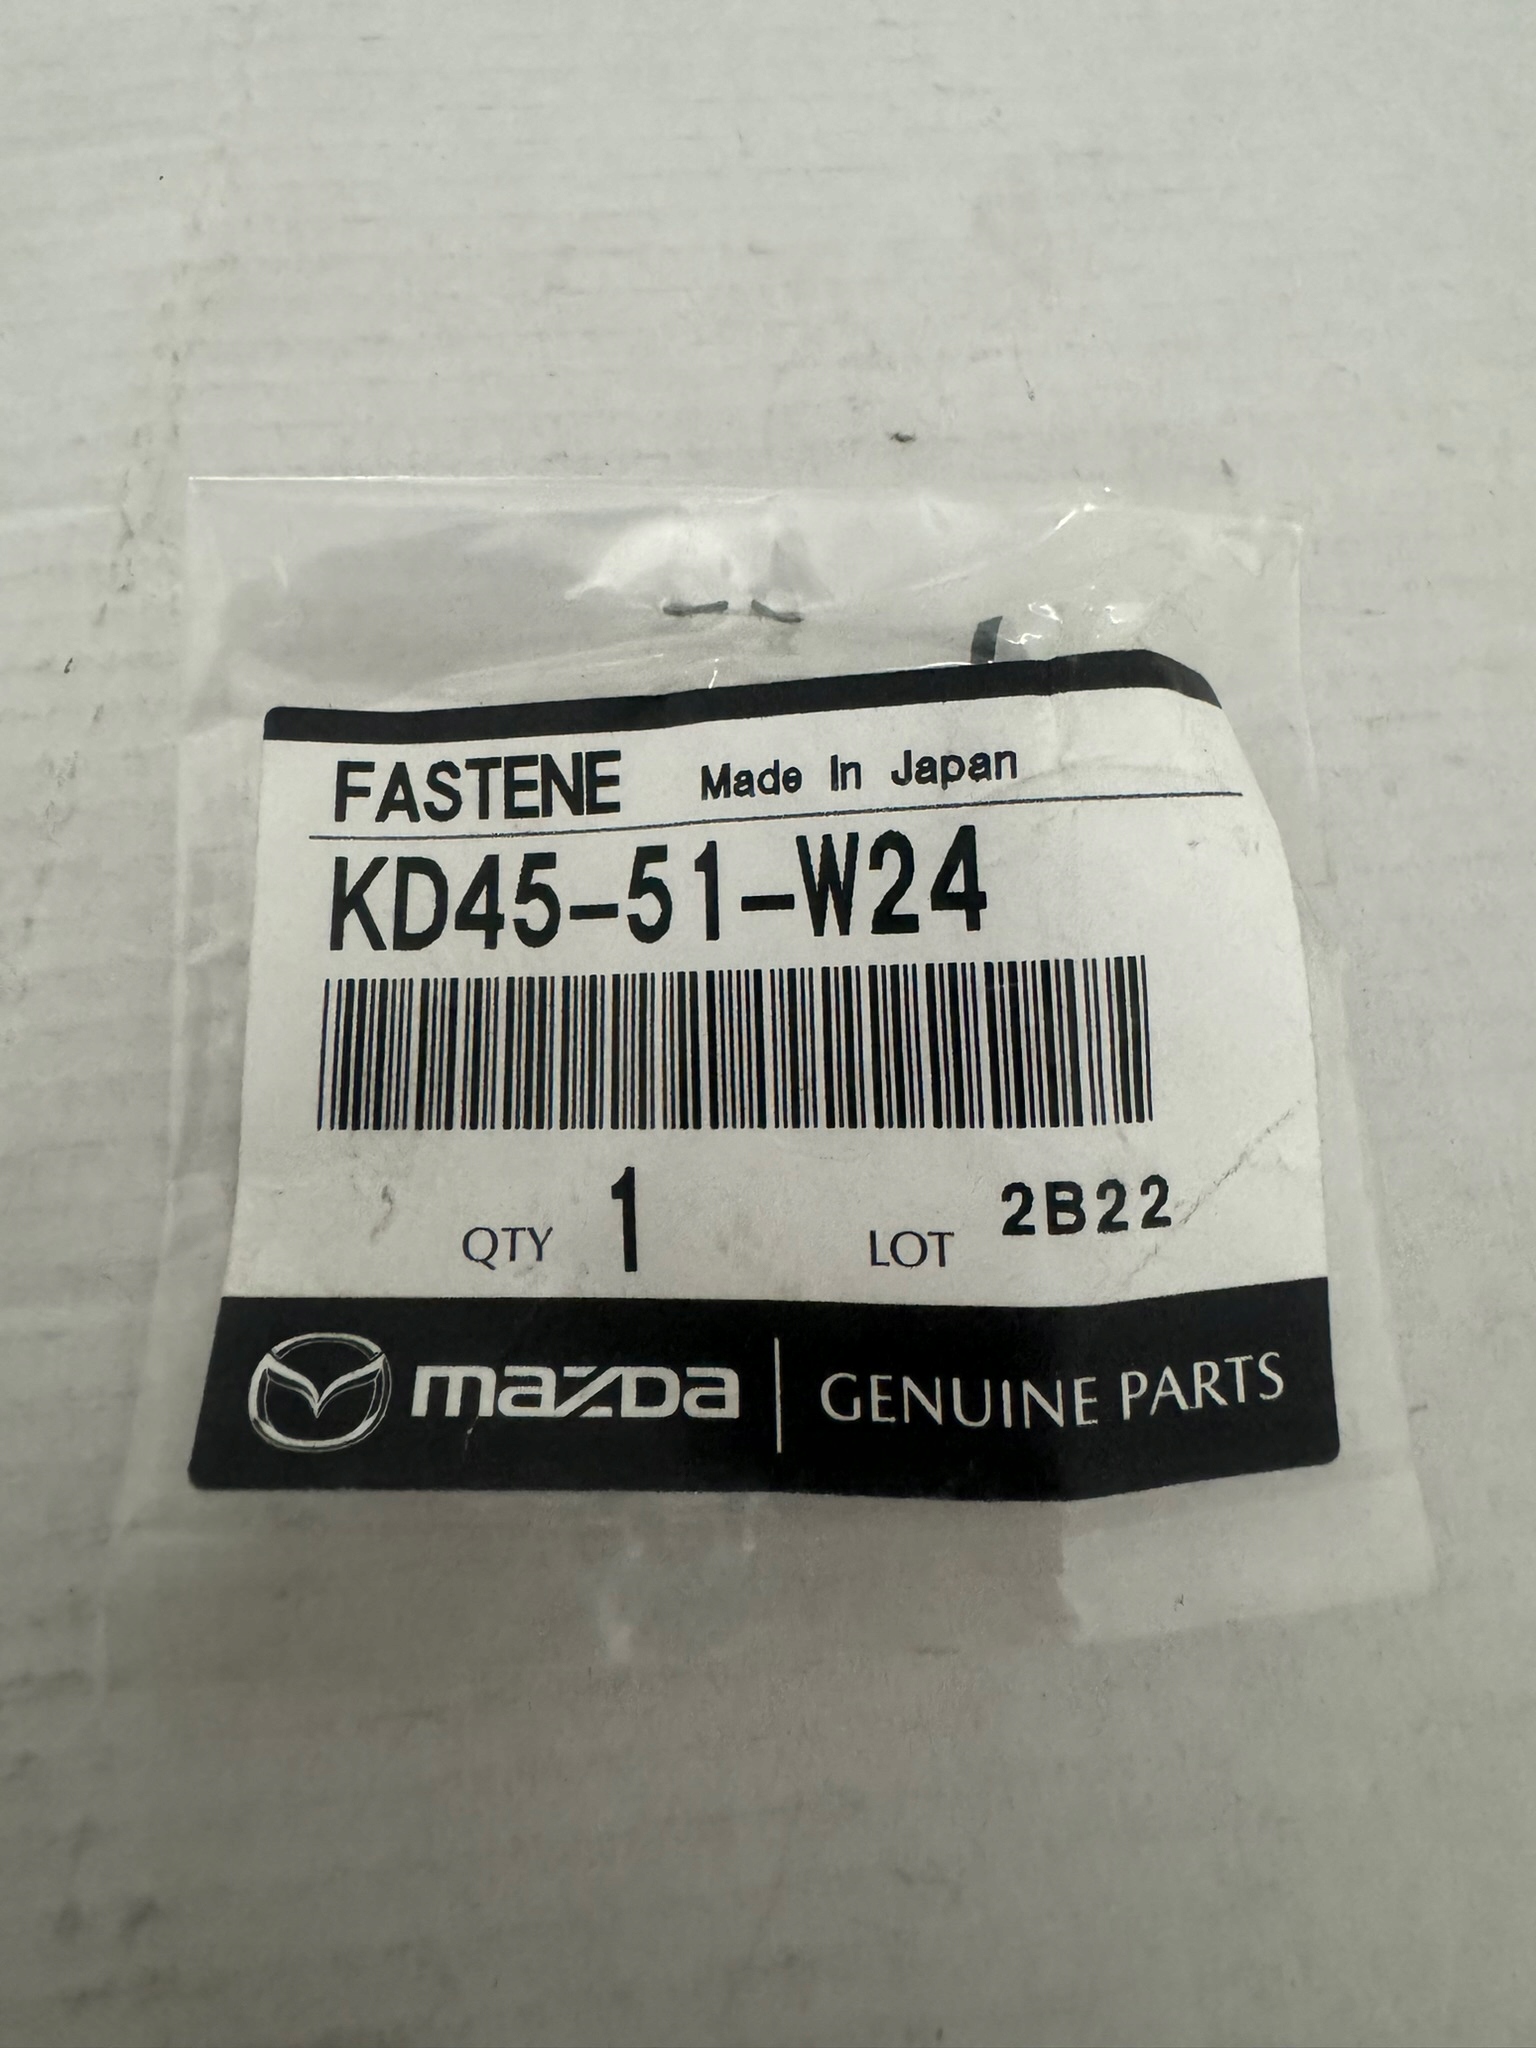 FASTENE Made In Japan
KD45-51-W24
QTY 1 LOT 2B22
mazda GENUINE PARTS